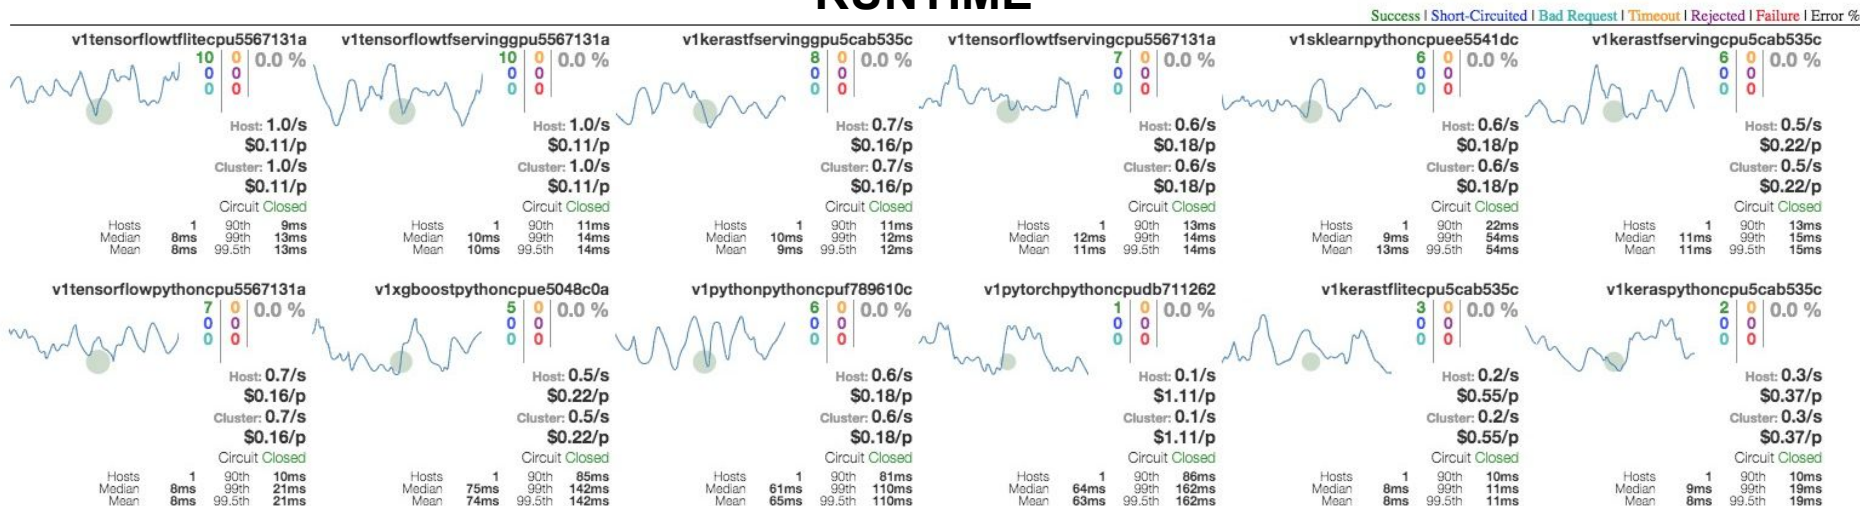 RUNTIME
Success | Short-Circuited | Bad Request | Timeout | Rejected | Failure | Error %
v1tensorflowtflitecpu5567131a
10 0 0.0 %
0 0
0 0
Host: 1.0/s
$0.11/p
Cluster: 1.0/s
$0.11/p
Circuit Closed
Hosts 1 90th 9ms
Median 8ms 99th 13ms
Mean 8ms 99.5th 13ms
v1tensorflowtfservinggpu5567131a
10 0 0.0 %
0 0
0 0
Host: 1.0/s
$0.11/p
Cluster: 1.0/s
$0.11/p
Circuit Closed
Hosts 1 90th 11ms
Median 10ms 99th 14ms
Mean 10ms 99.5th 14ms
v1kerastfservinggpu5cab535c
8 0 0.0 %
0 0
0 0
Host: 0.7/s
$0.16/p
Cluster: 0.7/s
$0.16/p
Circuit Closed
Hosts 1 90th 11ms
Median 10ms 99th 12ms
Mean 9ms 99.5th 12ms
v1tensorflowtfservingcpu5567131a
7 0 0.0 %
0 0
0 0
Host: 0.6/s
$0.18/p
Cluster: 0.6/s
$0.18/p
Circuit Closed
Hosts 1 90th 13ms
Median 12ms 99th 14ms
Mean 11ms 99.5th 14ms
v1sklearnpythoncpuee5541dc
6 0 0.0 %
0 0
0 0
Host: 0.6/s
$0.18/p
Cluster: 0.6/s
$0.18/p
Circuit Closed
Hosts 1 90th 22ms
Median 9ms 99th 54ms
Mean 13ms 99.5th 54ms
v1kerastfservingcpu5cab535c
6 0 0.0 %
0 0
0 0
Host: 0.5/s
$0.22/p
Cluster: 0.5/s
$0.22/p
Circuit Closed
Hosts 1 90th 13ms
Median 11ms 99th 15ms
Mean 11ms 99.5th 15ms
v1tensorflowpythoncpu5567131a
7 0 0.0 %
0 0
0 0
Host: 0.7/s
$0.16/p
Cluster: 0.7/s
$0.16/p
Circuit Closed
Hosts 1 90th 10ms
Median 8ms 99th 21ms
Mean 8ms 99.5th 21ms
v1xgboostpythoncpue5048c0a
5 0 0.0 %
0 0
0 0
Host: 0.5/s
$0.22/p
Cluster: 0.5/s
$0.22/p
Circuit Closed
Hosts 1 90th 85ms
Median 75ms 99th 142ms
Mean 74ms 99.5th 142ms
v1pythonpythoncpuf789610c
6 0 0.0 %
0 0
0 0
Host: 0.6/s
$0.18/p
Cluster: 0.6/s
$0.18/p
Circuit Closed
Hosts 1 90th 81ms
Median 61ms 99th 110ms
Mean 65ms 99.5th 110ms
v1pytorchpythoncpudb711262
1 0 0.0 %
0 0
0 0
Host: 0.1/s
$1.11/p
Cluster: 0.1/s
$1.11/p
Circuit Closed
Hosts 1 90th 86ms
Median 64ms 99th 162ms
Mean 63ms 99.5th 162ms
v1kerastflitecpu5cab535c
3 0 0.0 %
0 0
0 0
Host: 0.2/s
$0.55/p
Cluster: 0.2/s
$0.55/p
Circuit Closed
Hosts 1 90th 10ms
Median 8ms 99th 11ms
Mean 8ms 99.5th 11ms
v1keraspythoncpu5cab535c
2 0 0.0 %
0 0
0 0
Host: 0.3/s
$0.37/p
Cluster: 0.3/s
$0.37/p
Circuit Closed
Hosts 1 90th 10ms
Median 9ms 99th 19ms
Mean 8ms 99.5th 19ms